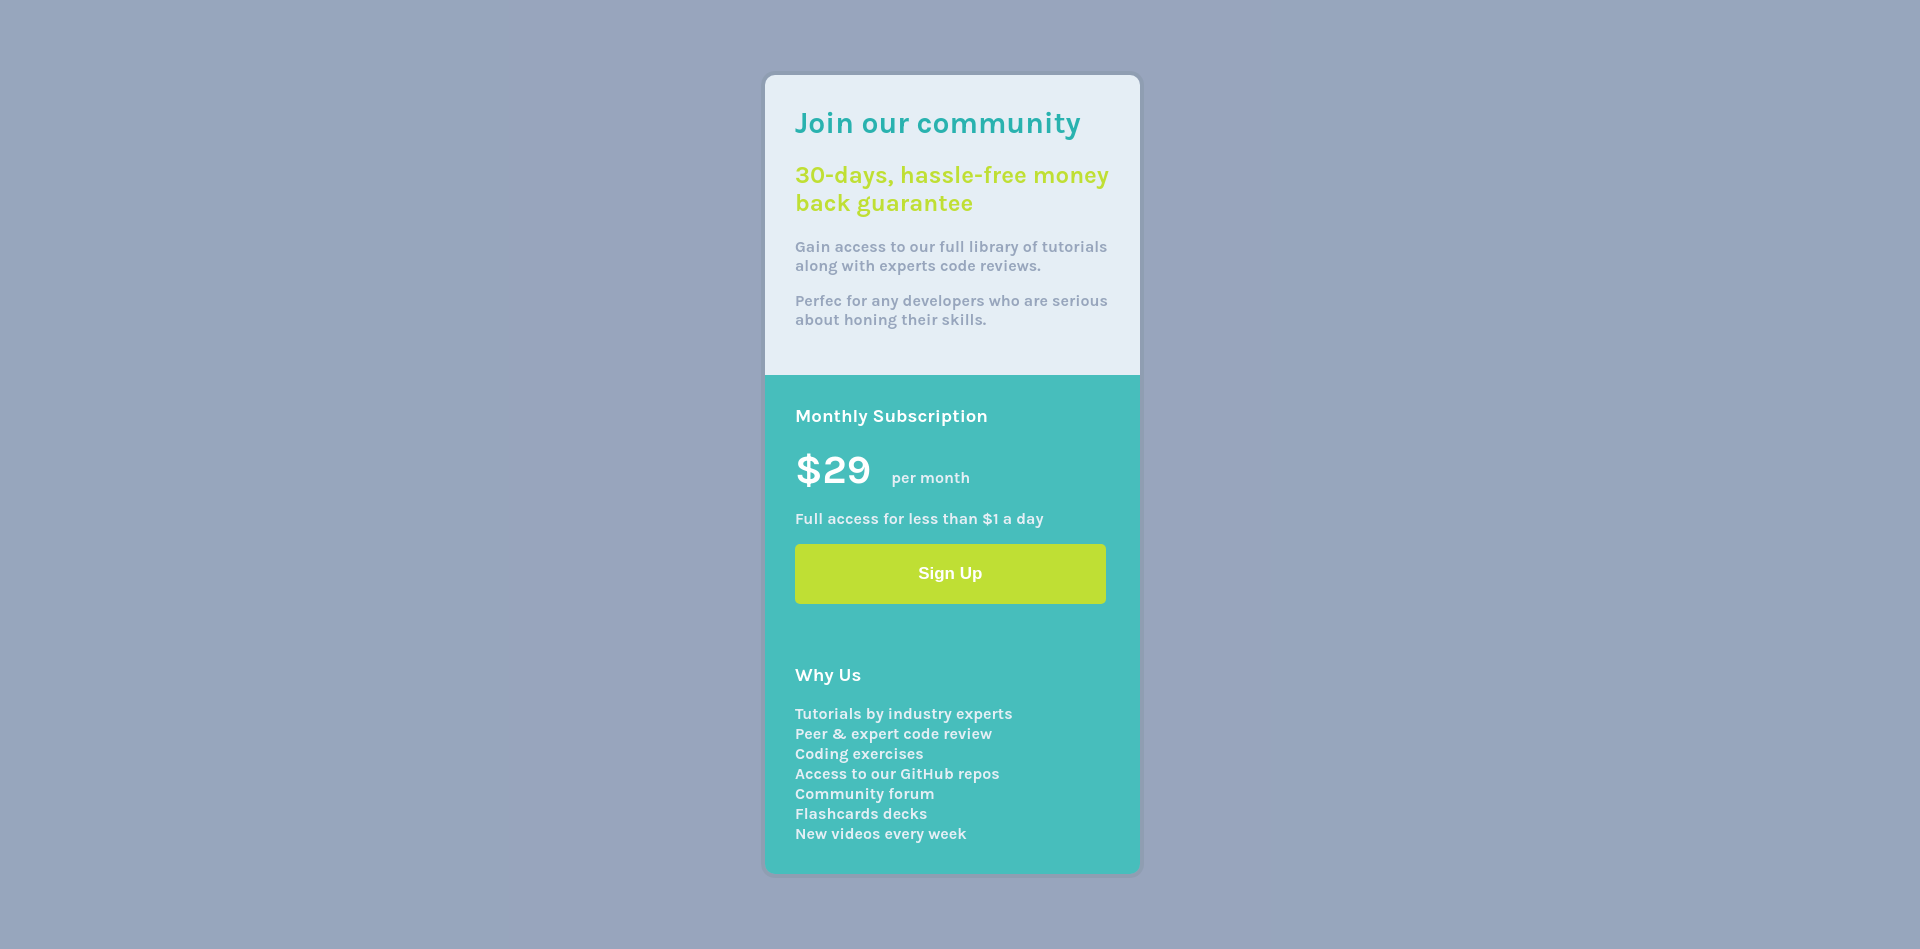 Join our community
30-days, hassle-free money
back guarantee
Gain access to our full library of tutorials
along with experts code reviews.
Perfec for any developers who are serious
about honing their skills.
Monthly Subscription
$29 per month
Full access for less than $1 a day
Sign Up
Why Us
Tutorials by industry experts
Peer & expert code review
Coding exercises
Access to our GitHub repos
Community forum
Flashcards decks
New videos every week